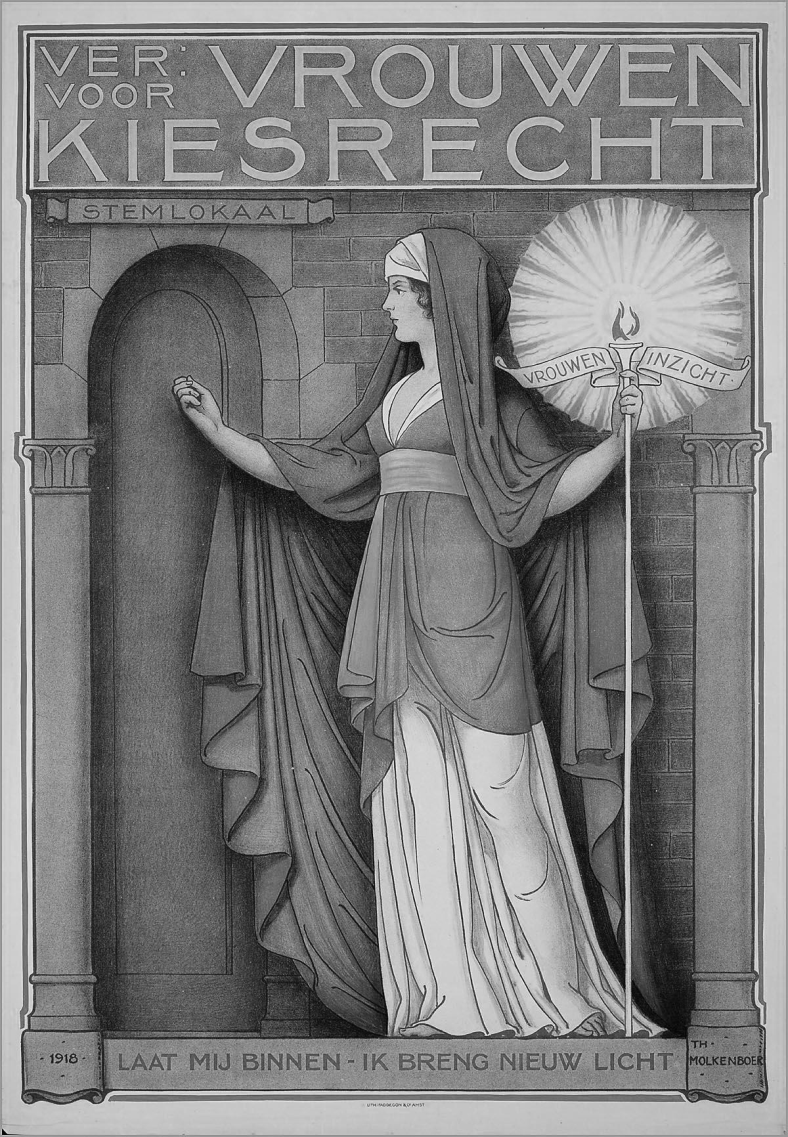 VER: VROUWEN
VOOR
KIESRECHT
STEMLOKAAL
VROUWEN INZICHT.
- 1918 -
LAAT MIJ BINNEN - IK BRENG NIEUW LICHT
TH.
MOLKENBOER